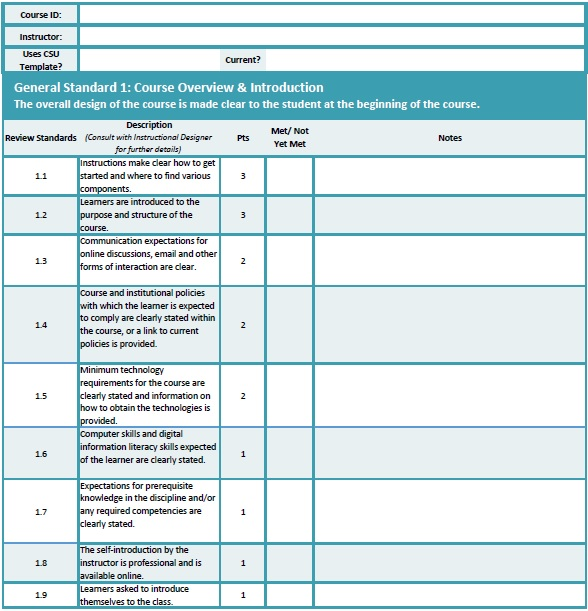 Course ID:
Instructor:
Uses CSU
Template?
Current?
General Standard 1: Course Overview & Introduction
The overall design of the course is made clear to the student at the beginning of the course.
Review Standards
Description
(Consult with Instructional Designer
for further details)
Pts
Met/ Not
Yet Met
Notes
1.1
Instructions make clear how to get
started and where to find various
components.
3
1.2
Learners are introduced to the
purpose and structure of the
course.
3
1.3
Communication expectations for
online discussions, email and other
forms of interaction are clear.
2
1.4
Course and institutional policies
with which the learner is expected
to comply are clearly stated within
the course, or a link to current
policies is provided.
2
1.5
Minimum technology
requirements for the course are
clearly stated and information on
how to obtain the technologies is
provided.
2
1.6
Computer skills and digital
information literacy skills expected
of the learner are clearly stated.
1
1.7
Expectations for prerequisite
knowledge in the discipline and/or
any required competencies are
clearly stated.
1
1.8
The self-introduction by the
instructor is professional and is
available online.
1
1.9
Learners asked to introduce
themselves to the class.
1